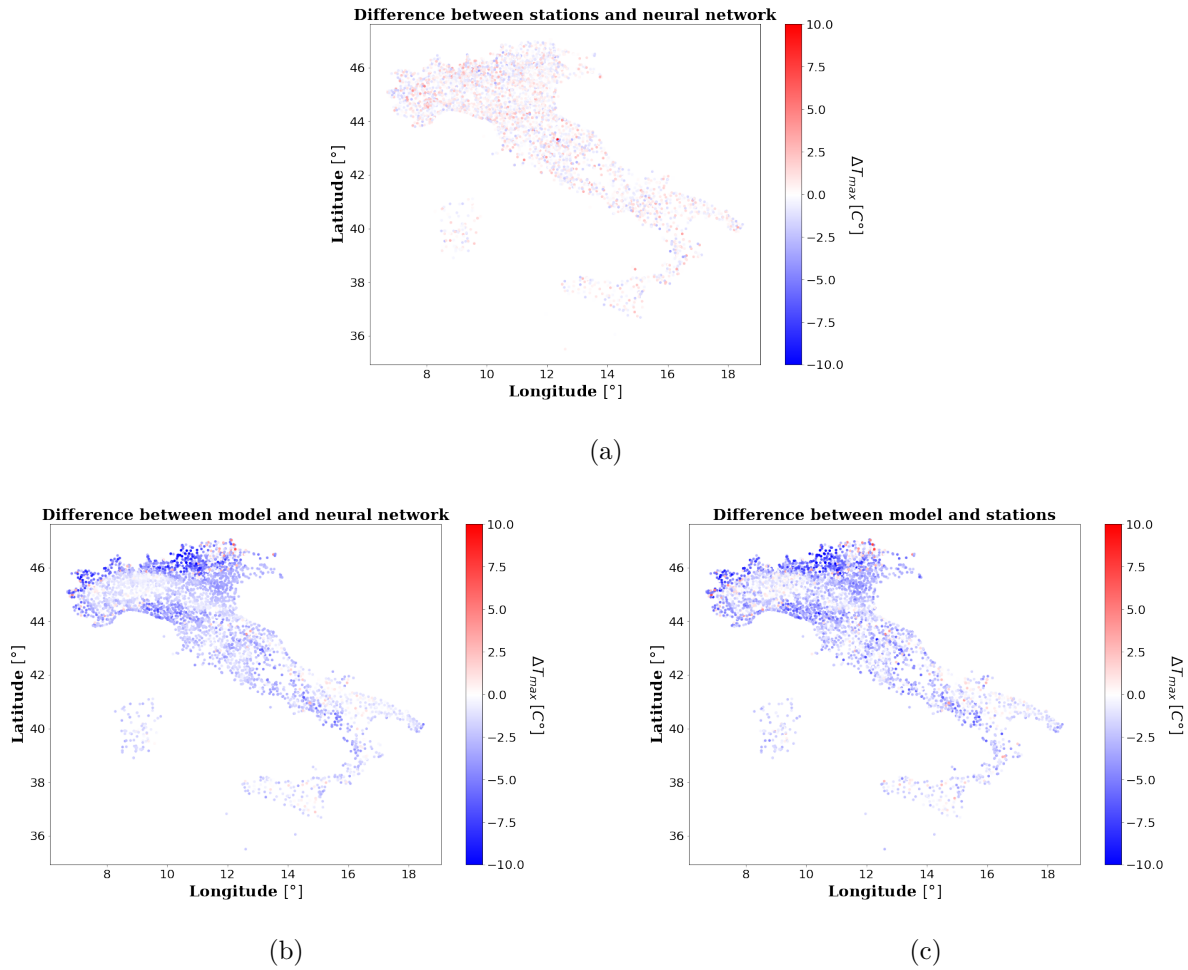 Difference between stations and neural network
10.0
7.5
5.0
2.5
0.0
−2.5
−5.0
−7.5
−10.0
ΔTmax [C°]
46
44
42
40
38
36
Latitude [°]
8 10 12 14 16 18
Longitude [°]
(a)
Difference between model and neural network
10.0
7.5
5.0
2.5
0.0
−2.5
−5.0
−7.5
−10.0
ΔTmax [C°]
46
44
42
40
38
36
Latitude [°]
8 10 12 14 16 18
Longitude [°]
(b)
Difference between model and stations
10.0
7.5
5.0
2.5
0.0
−2.5
−5.0
−7.5
−10.0
ΔTmax [C°]
46
44
42
40
38
36
Latitude [°]
8 10 12 14 16 18
Longitude [°]
(c)